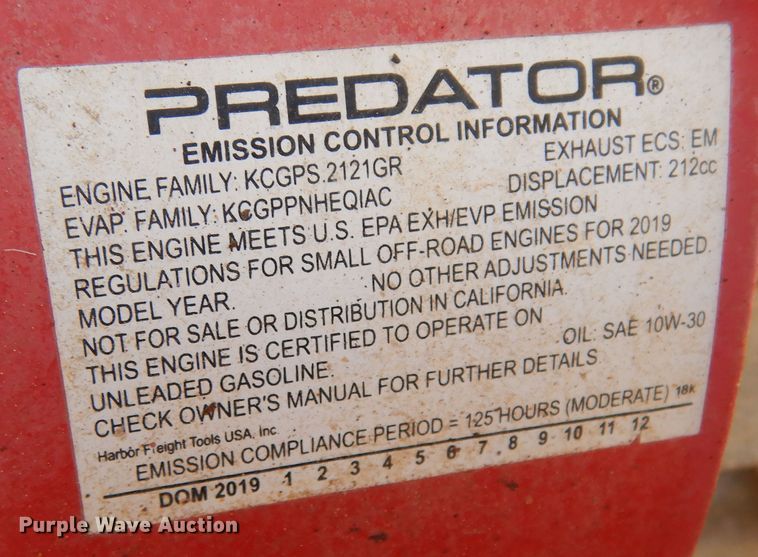 PREDATOR®
EMISSION CONTROL INFORMATION
ENGINE FAMILY: KCGPS.2121GR EXHAUST ECS: EM
EVAP. FAMILY: KCGPPNHEQIAC DISPLACEMENT: 212cc
THIS ENGINE MEETS U.S. EPA EXH/EVP EMISSION
REGULATIONS FOR SMALL OFF-ROAD ENGINES FOR 2019
MODEL YEAR. NO OTHER ADJUSTMENTS NEEDED.
NOT FOR SALE OR DISTRIBUTION IN CALIFORNIA.
THIS ENGINE IS CERTIFIED TO OPERATE ON
UNLEADED GASOLINE. OIL: SAE 10W-30
CHECK OWNER'S MANUAL FOR FURTHER DETAILS
Harbor Freight Tools USA, Inc. 18K
EMISSION COMPLIANCE PERIOD = 125 HOURS (MODERATE)
DOM 2019 1 2 3 4 5 6 7 8 9 10 11 12
Purple Wave Auction